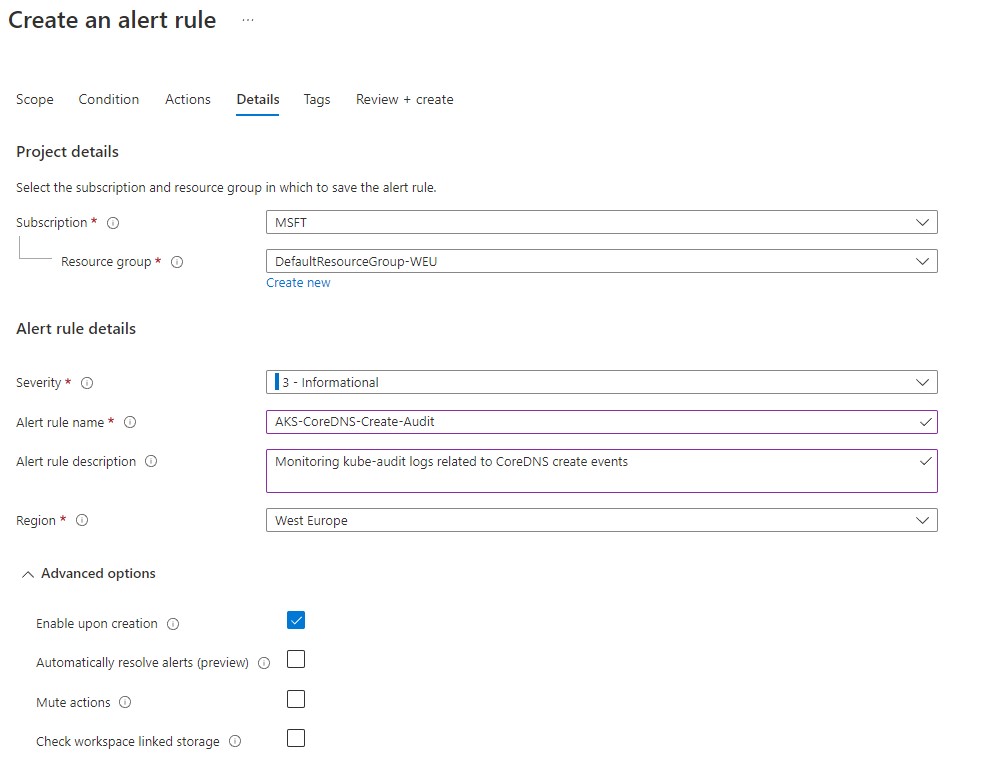 Create an alert rule ...
Scope Condition Actions Details Tags Review + create
Project details
Select the subscription and resource group in which to save the alert rule.
Subscription * MSFT
Resource group * DefaultResourceGroup-WEU
Create new
Alert rule details
Severity * 3 - Informational
Alert rule name * AKS-CoreDNS-Create-Audit
Alert rule description Monitoring kube-audit logs related to CoreDNS create events
Region * West Europe
Advanced options
Enable upon creation
Automatically resolve alerts (preview)
Mute actions
Check workspace linked storage